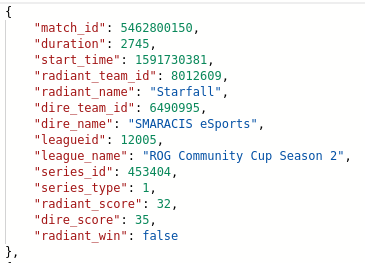 {
"match_id": 5462800150,
"duration": 2745,
"start_time": 1591730381,
"radiant_team_id": 8012609,
"radiant_name": "Starfall",
"dire_team_id": 6490995,
"dire_name": "SMARACIS eSports",
"leagueid": 12005,
"league_name": "ROG Community Cup Season 2",
"series_id": 453404,
"series_type": 1,
"radiant_score": 32,
"dire_score": 35,
"radiant_win": false
},